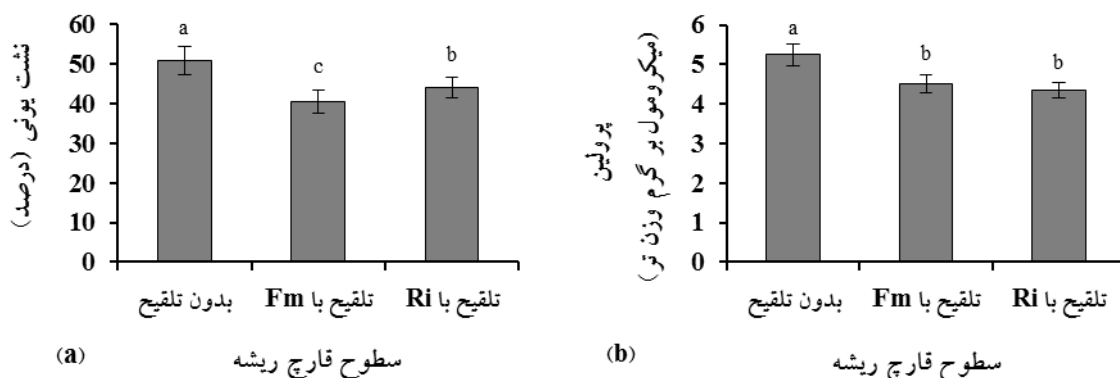 نشت یونی (درصد)
60
50
40
30
20
10
0
a
c
b
بدون تلقیح
تلقیح با Fm
تلقیح با Ri
سطوح قارچ ریشه
(a)
پرولین
(میکرومول بر گرم وزن تر)
6
5
4
3
2
1
0
a
b
b
بدون تلقیح
تلقیح با Fm
تلقیح با Ri
سطوح قارچ ریشه
(b)